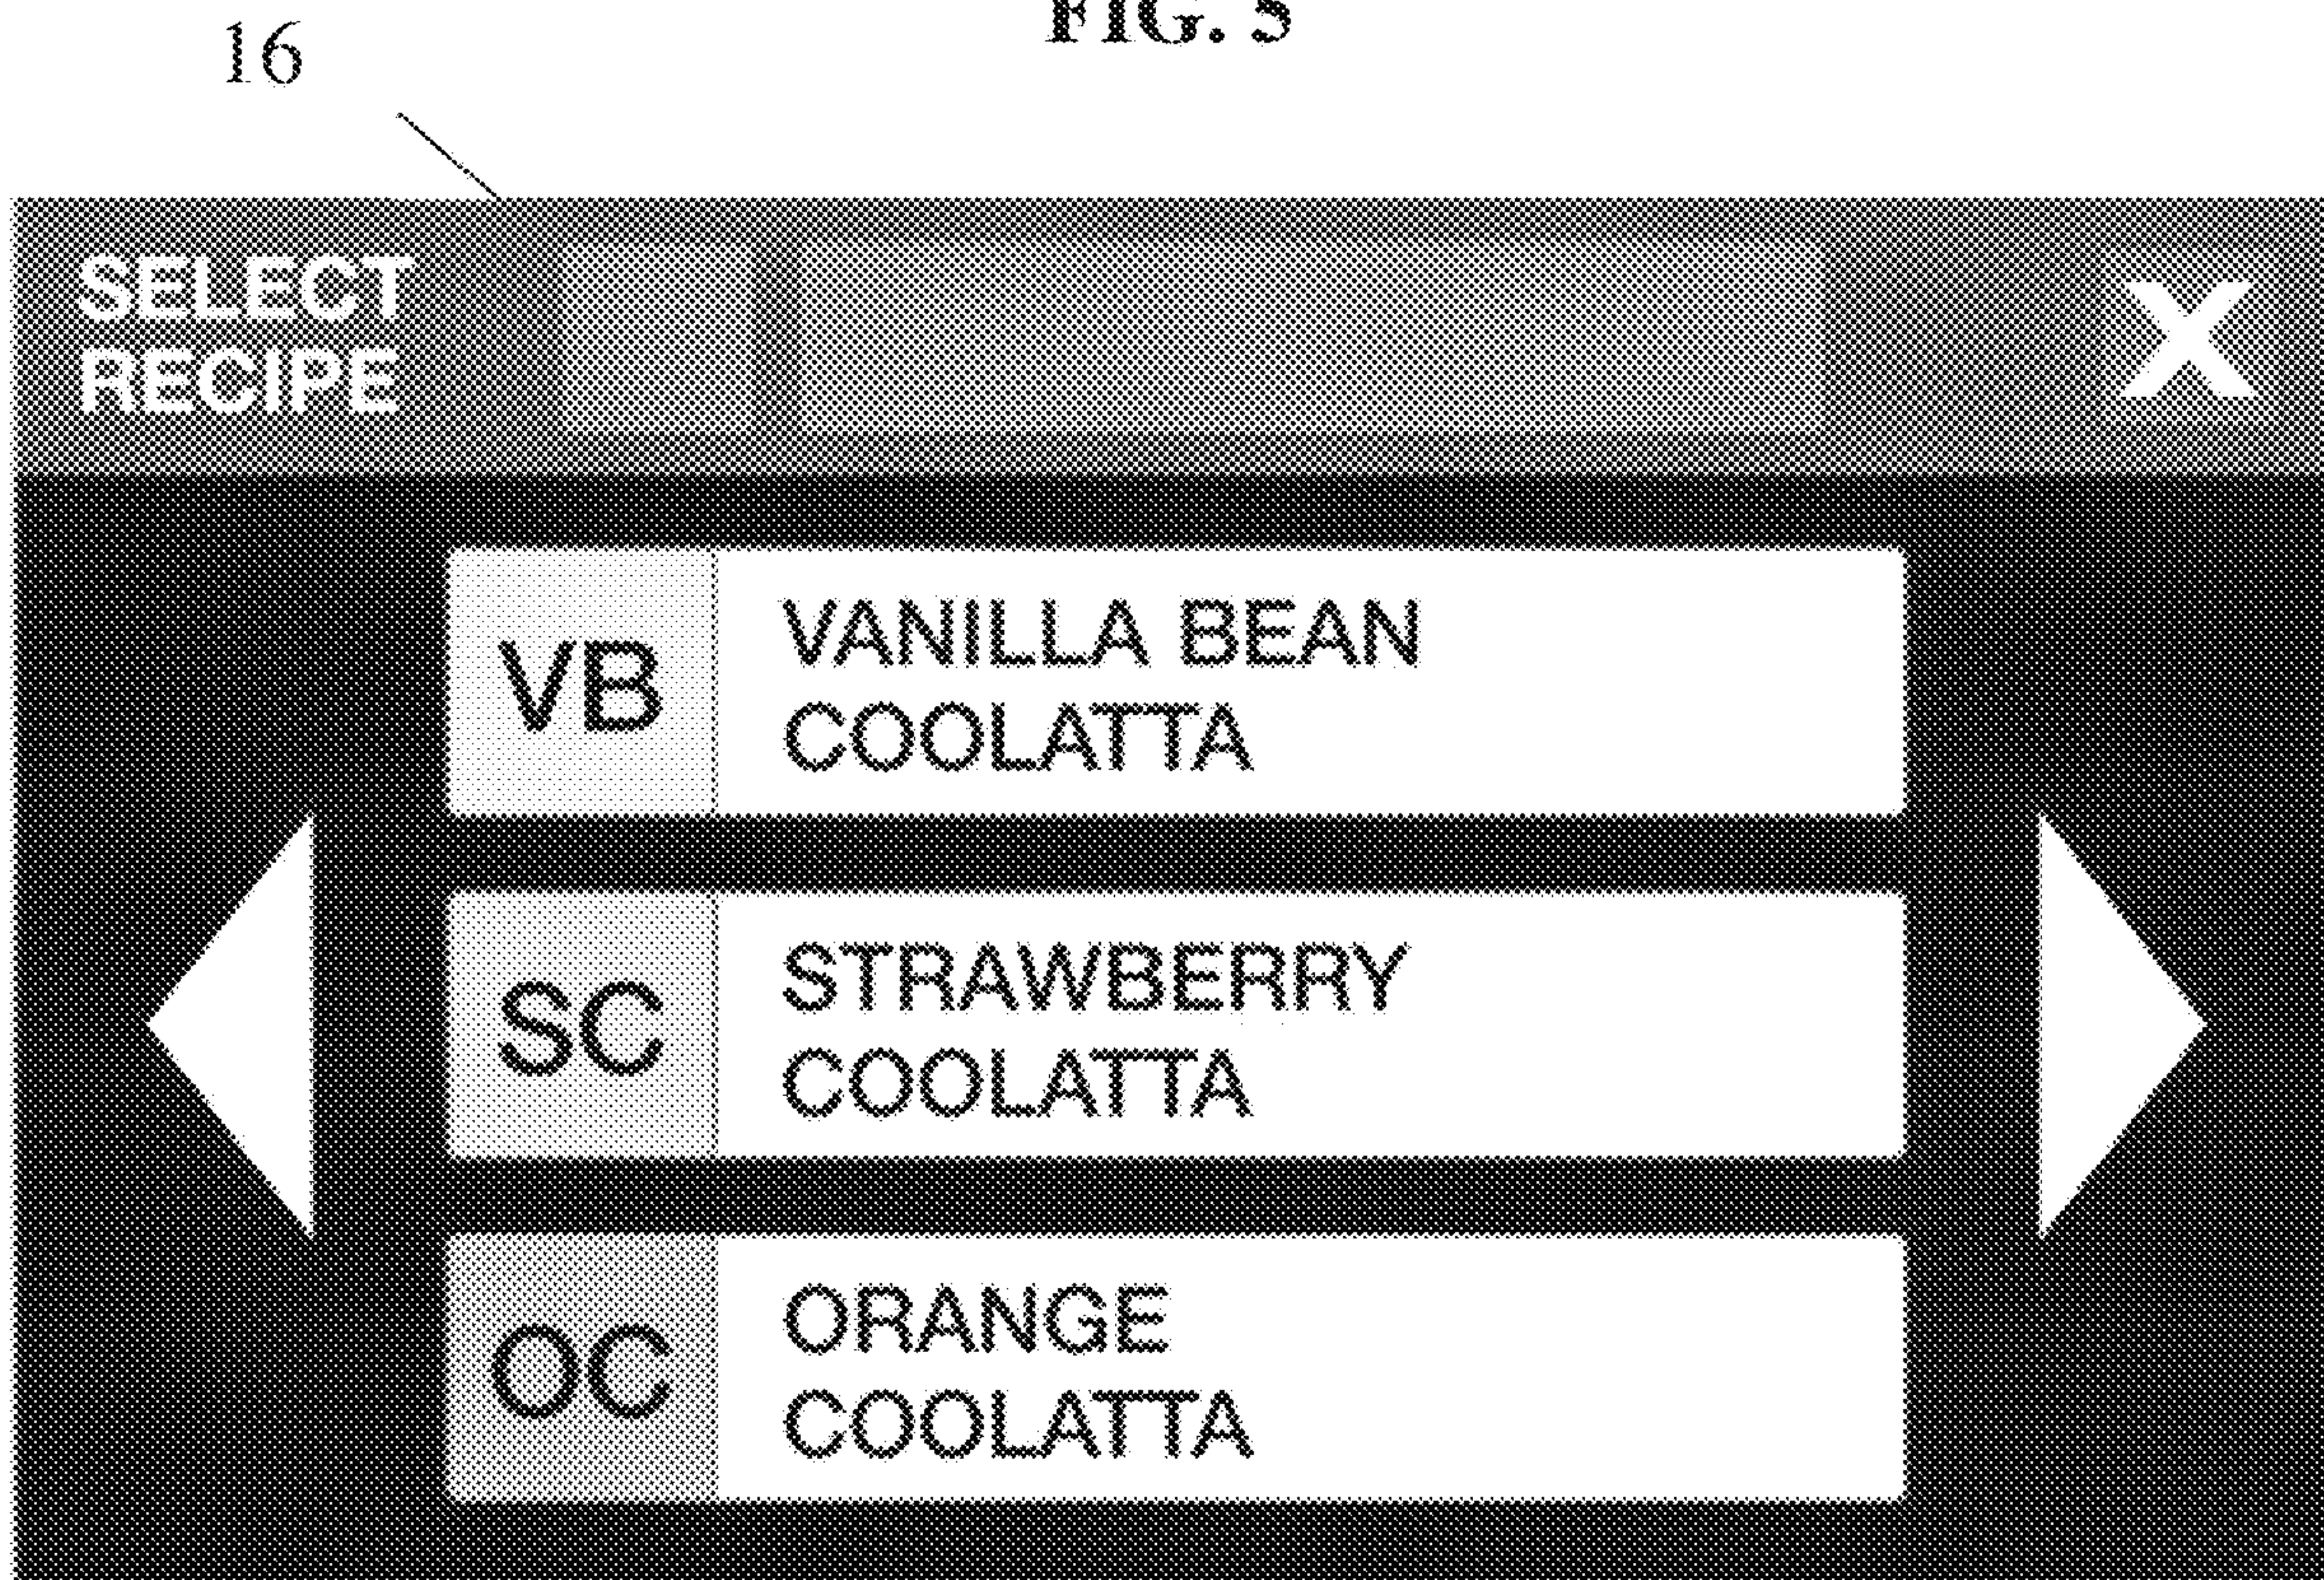 FIG. 5
16
SELECT
RECIPE
X
VB
VANILLA BEAN
COOLATTA
SC
STRAWBERRY
COOLATTA
OC
ORANGE
COOLATTA